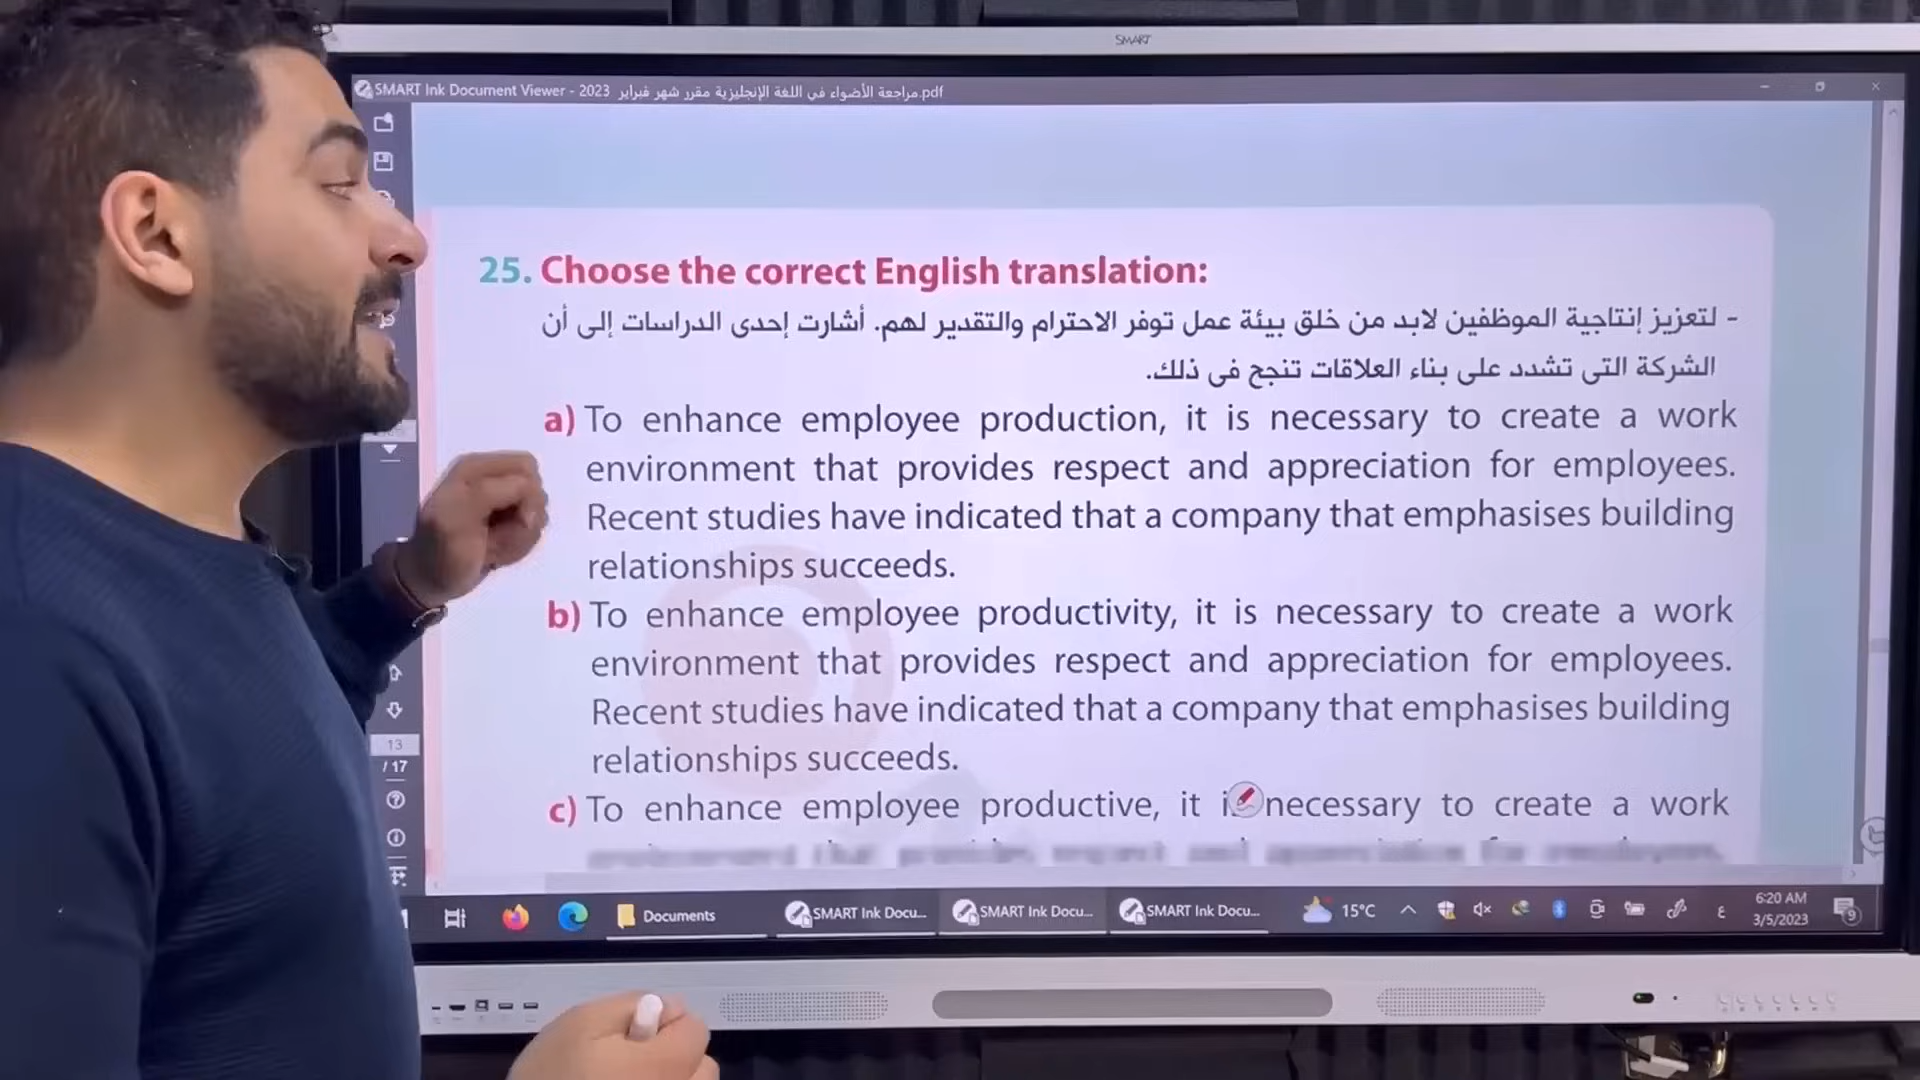 SMART
SMART Ink Document Viewer - 2023 مراجعة الأضواء في اللغة الإنجليزية مقرر شهر فبراير.pdf
25. Choose the correct English translation:
- لتعزيز إنتاجية الموظفين لابد من خلق بيئة عمل توفر الاحترام والتقدير لهم. أشارت إحدى الدراسات إلى أن
الشركة التى تشدد على بناء العلاقات تنجح فى ذلك.
a) To enhance employee production, it is necessary to create a work
environment that provides respect and appreciation for employees.
Recent studies have indicated that a company that emphasises building
relationships succeeds.
b) To enhance employee productivity, it is necessary to create a work
environment that provides respect and appreciation for employees.
Recent studies have indicated that a company that emphasises building
relationships succeeds.
c) To enhance employee productive, it necessary to create a work
13
/ 17
Documents
SMART Ink Docu...
SMART Ink Docu...
SMART Ink Docu...
15°C
ع
6:20 AM
3/5/2023
9